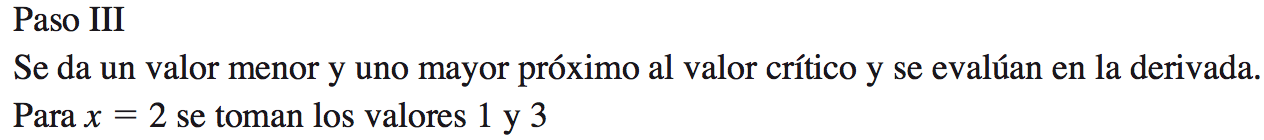 Paso III
Se da un valor menor y uno mayor próximo al valor crítico y se evalúan en la derivada.
Para x = 2 se toman los valores 1 y 3